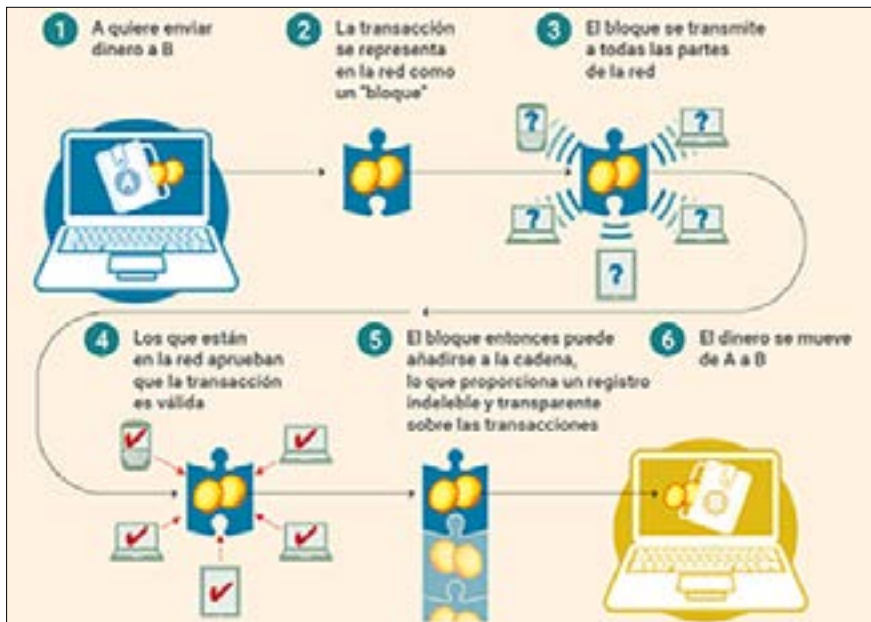 1
A quiere enviar
dinero a B
2
La transacción
se representa
en la red como
un "bloque"
3
El bloque se transmite
a todas las partes
de la red
?
?
?
?
?
4
Los que están
en la red aprueban
que la transacción
es válida
5
El bloque entonces puede
añadirse a la cadena,
lo que proporciona un registro
indeleble y transparente
sobre las transacciones
6
El dinero se mueve
de A a B